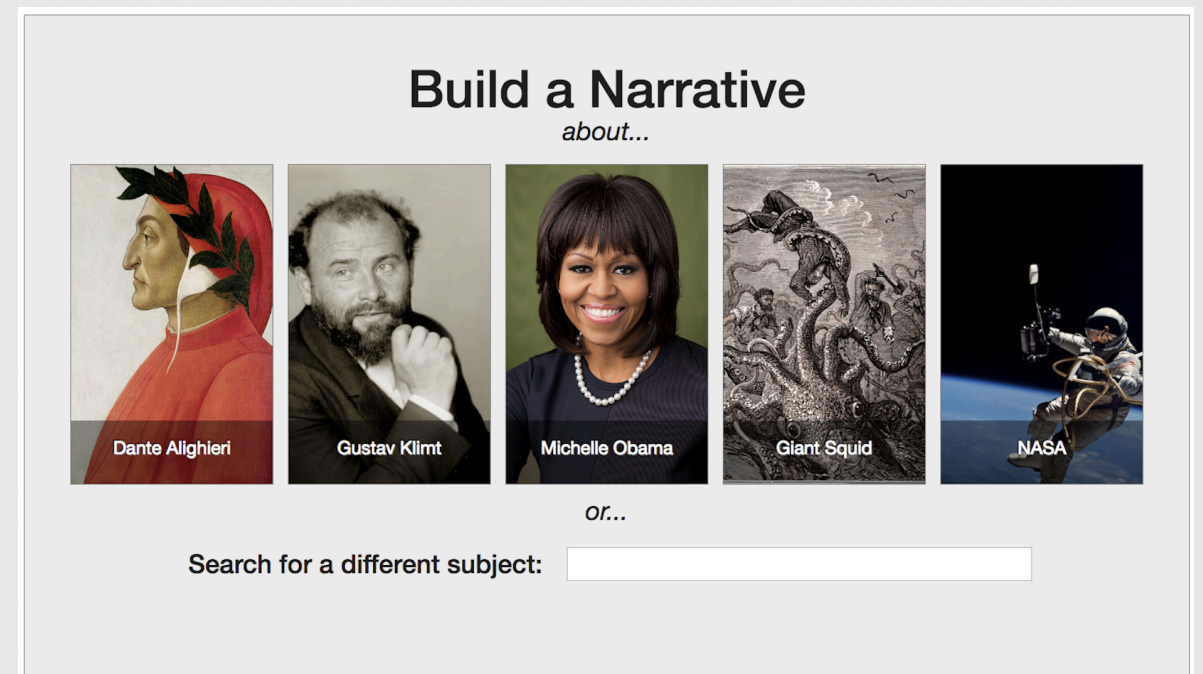 Build a Narrative
about...
Dante Alighieri
Gustav Klimt
Michelle Obama
Giant Squid
NASA
or...
Search for a different subject: